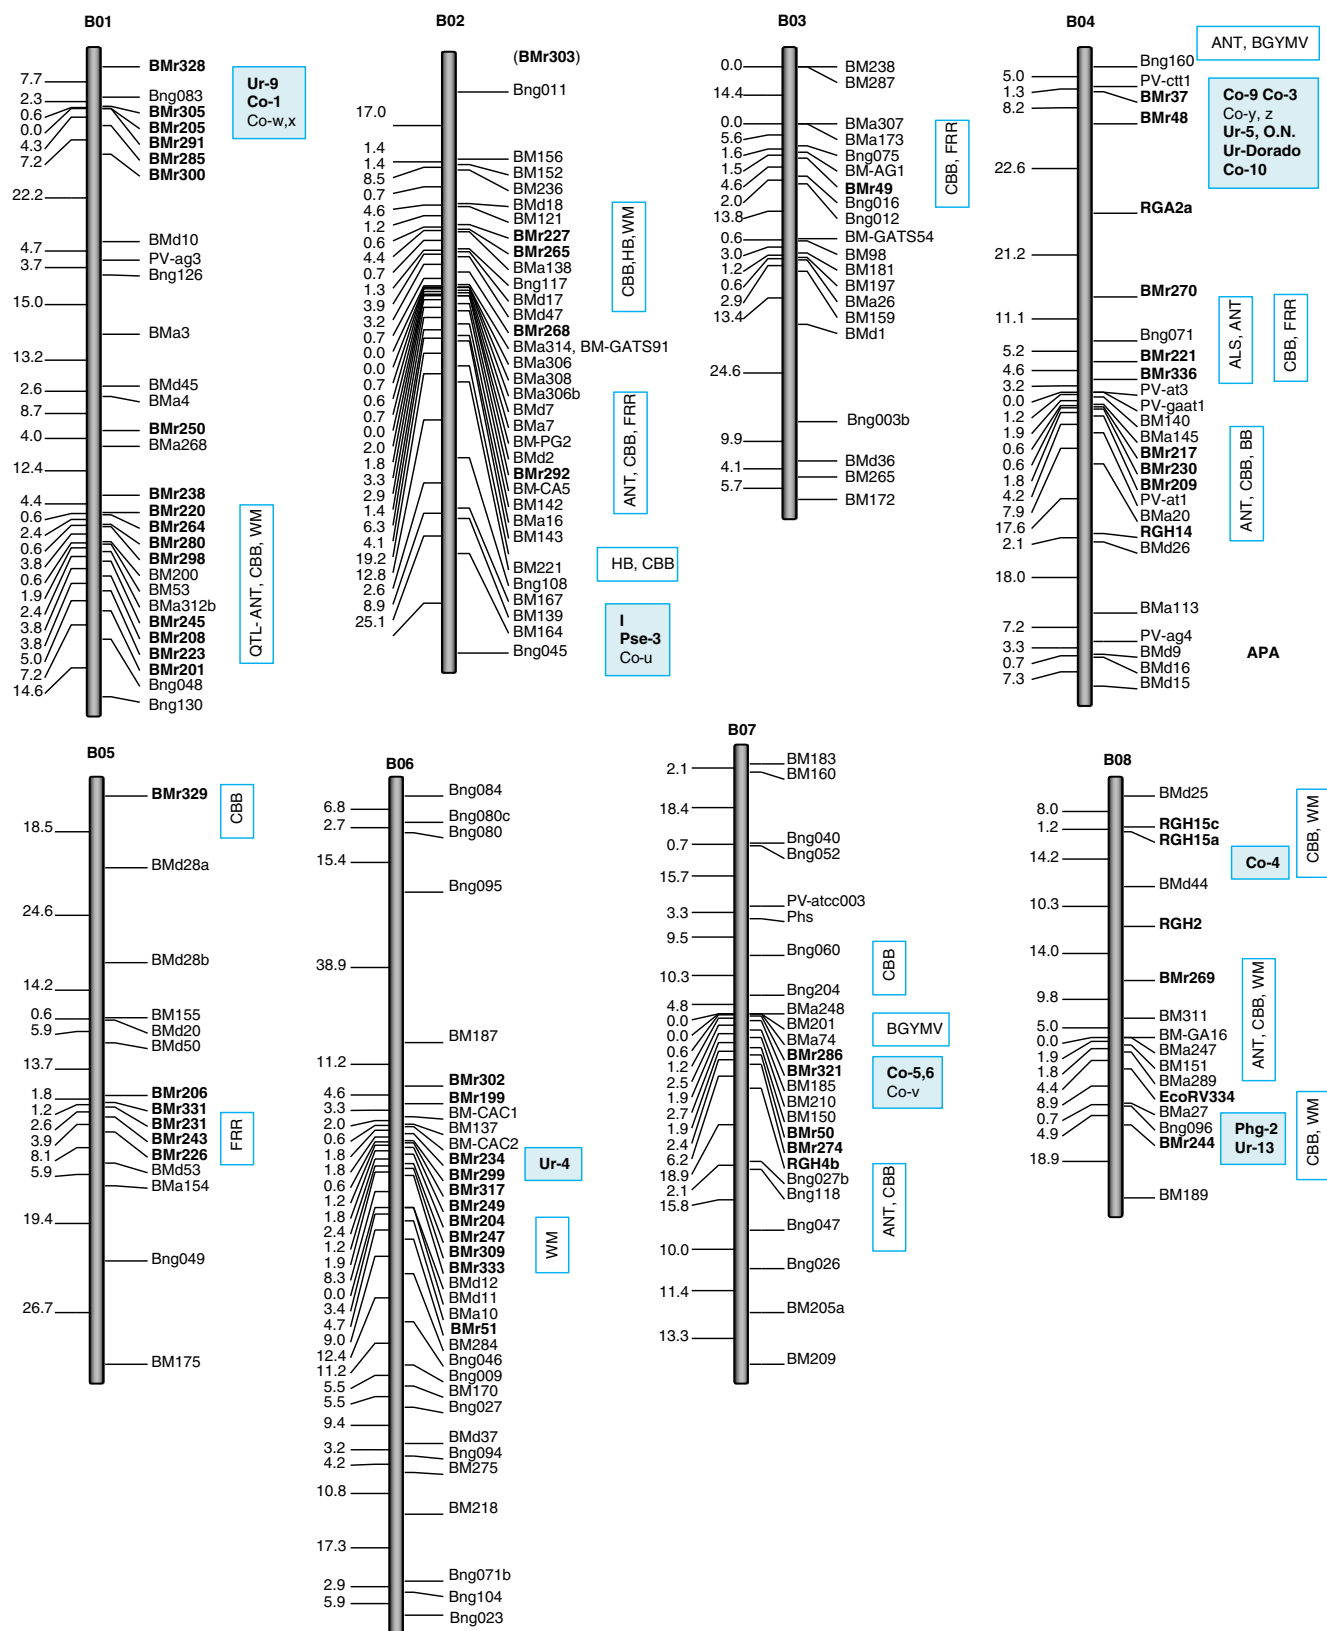 B01
7.7
2.3
0.6
0.0
4.3
7.2
22.2
4.7
3.7
15.0
13.2
2.6
8.7
4.0
12.4
4.4
0.6
2.4
0.6
3.8
0.6
1.9
2.4
3.8
3.8
5.0
7.2
14.6
BMr328
Bng083
BMr305
BMr205
BMr291
BMr285
BMr300
BMd10
PV-ag3
Bng126
BMa3
BMd45
BMa4
BMr250
BMa268
BMr238
BMr220
BMr264
BMr280
BMr298
BM200
BM53
BMa312b
BMr245
BMr208
BMr223
BMr201
Bng048
Bng130
Ur-9
Co-1
Co-w,x
QTL- ANT, CBB, WM
B02
17.0
1.4
1.4
8.5
0.7
4.6
1.2
0.6
4.4
0.7
1.3
3.9
3.2
0.7
0.0
0.0
0.7
0.6
0.7
0.0
2.0
1.8
3.3
2.9
1.4
6.3
4.1
19.2
12.8
2.6
8.9
25.1
(BMr303)
Bng011
BM156
BM152
BM236
BMd18
BM121
BMr227
BMr265
BMa138
Bng117
BMd17
BMd47
BMr268
BMa314, BM-GATS91
BMa306
BMa308
BMa306b
BMd7
BMa7
BM-PG2
BMd2
BMr292
BM-CA5
BM142
BMa16
BM143
BM221
Bng108
BM167
BM139
BM164
Bng045
CBB,HB,WM
ANT, CBB, FRR
HB, CBB
I
Pse-3
Co-u
B03
0.0
14.4
0.0
5.6
1.6
1.5
4.6
2.0
13.8
0.6
3.0
1.2
0.6
2.9
13.4
24.6
9.9
4.1
5.7
BM238
BM287
BMa307
BMa173
Bng075
BM-AG1
BMr49
Bng016
Bng012
BM-GATS54
BM98
BM181
BM197
BMa26
BM159
BMd1
Bng003b
BMd36
BM265
BM172
CBB, FRR
B04
5.0
1.3
8.2
22.6
21.2
11.1
5.2
4.6
3.2
0.0
1.2
1.9
0.6
0.6
1.8
4.2
7.9
17.6
2.1
18.0
7.2
3.3
0.7
7.3
Bng160
PV-ctt1
BMr37
BMr48
RGA2a
BMr270
Bng071
BMr221
BMr336
PV-at3
PV-gaat1
BM140
BMa145
BMr217
BMr230
BMr209
PV-at1
BMa20
RGH14
BMd26
BMa113
PV-ag4
BMd9
BMd16
BMd15
ANT, BGYMV
Co-9 Co-3
Co-y, z
Ur-5, O.N.
Ur-Dorado
Co-10
ALS, ANT
CBB, FRR
ANT, CBB, BB
APA
B05
18.5
24.6
14.2
0.6
5.9
13.7
1.8
1.2
2.6
3.9
8.1
5.9
19.4
26.7
BMr329
BMd28a
BMd28b
BM155
BMd20
BMd50
BMr206
BMr331
BMr231
BMr243
BMr226
BMd53
BMa154
Bng049
BM175
CBB
FRR
B06
6.8
2.7
15.4
38.9
11.2
4.6
3.3
2.0
0.6
1.8
1.8
0.6
1.2
1.8
2.4
1.2
1.9
8.3
0.0
3.4
4.7
9.0
12.4
11.2
5.5
5.5
9.4
3.2
4.2
10.8
17.3
2.9
5.9
Bng084
Bng080c
Bng080
Bng095
BM187
BMr302
BMr199
BM-CAC1
BM137
BM-CAC2
BMr234
BMr299
BMr317
BMr249
BMr204
BMr247
BMr309
BMr333
BMd12
BMd11
BMa10
BMr51
BM284
Bng046
Bng009
BM170
Bng027
BMd37
Bng094
BM275
BM218
Bng071b
Bng104
Bng023
Ur-4
WM
B07
2.1
18.4
0.7
15.7
3.3
9.5
10.3
4.8
0.0
0.0
0.6
1.2
2.5
1.9
2.7
1.9
2.4
6.2
18.9
2.1
15.8
10.0
11.4
13.3
BM183
BM160
Bng040
Bng052
PV-atcc003
Phs
Bng060
Bng204
BMa248
BM201
BMa74
BMr286
BMr321
BM185
BM210
BM150
BMr50
BMr274
RGH4b
Bng027b
Bng118
Bng047
Bng026
BM205a
BM209
CBB
BGYMV
Co-5,6
Co-v
ANT, CBB
B08
8.0
1.2
14.2
10.3
14.0
9.8
5.0
0.0
1.9
1.8
4.4
8.9
0.7
4.9
18.9
BMd25
RGH15c
RGH15a
BMd44
RGH2
BMr269
BM311
BM-GA16
BMa247
BM151
BMa289
EcoRV334
BMa27
Bng096
BMr244
BM189
CBB, WM
Co-4
ANT, CBB, WM
Phg-2
Ur-13
CBB, WM